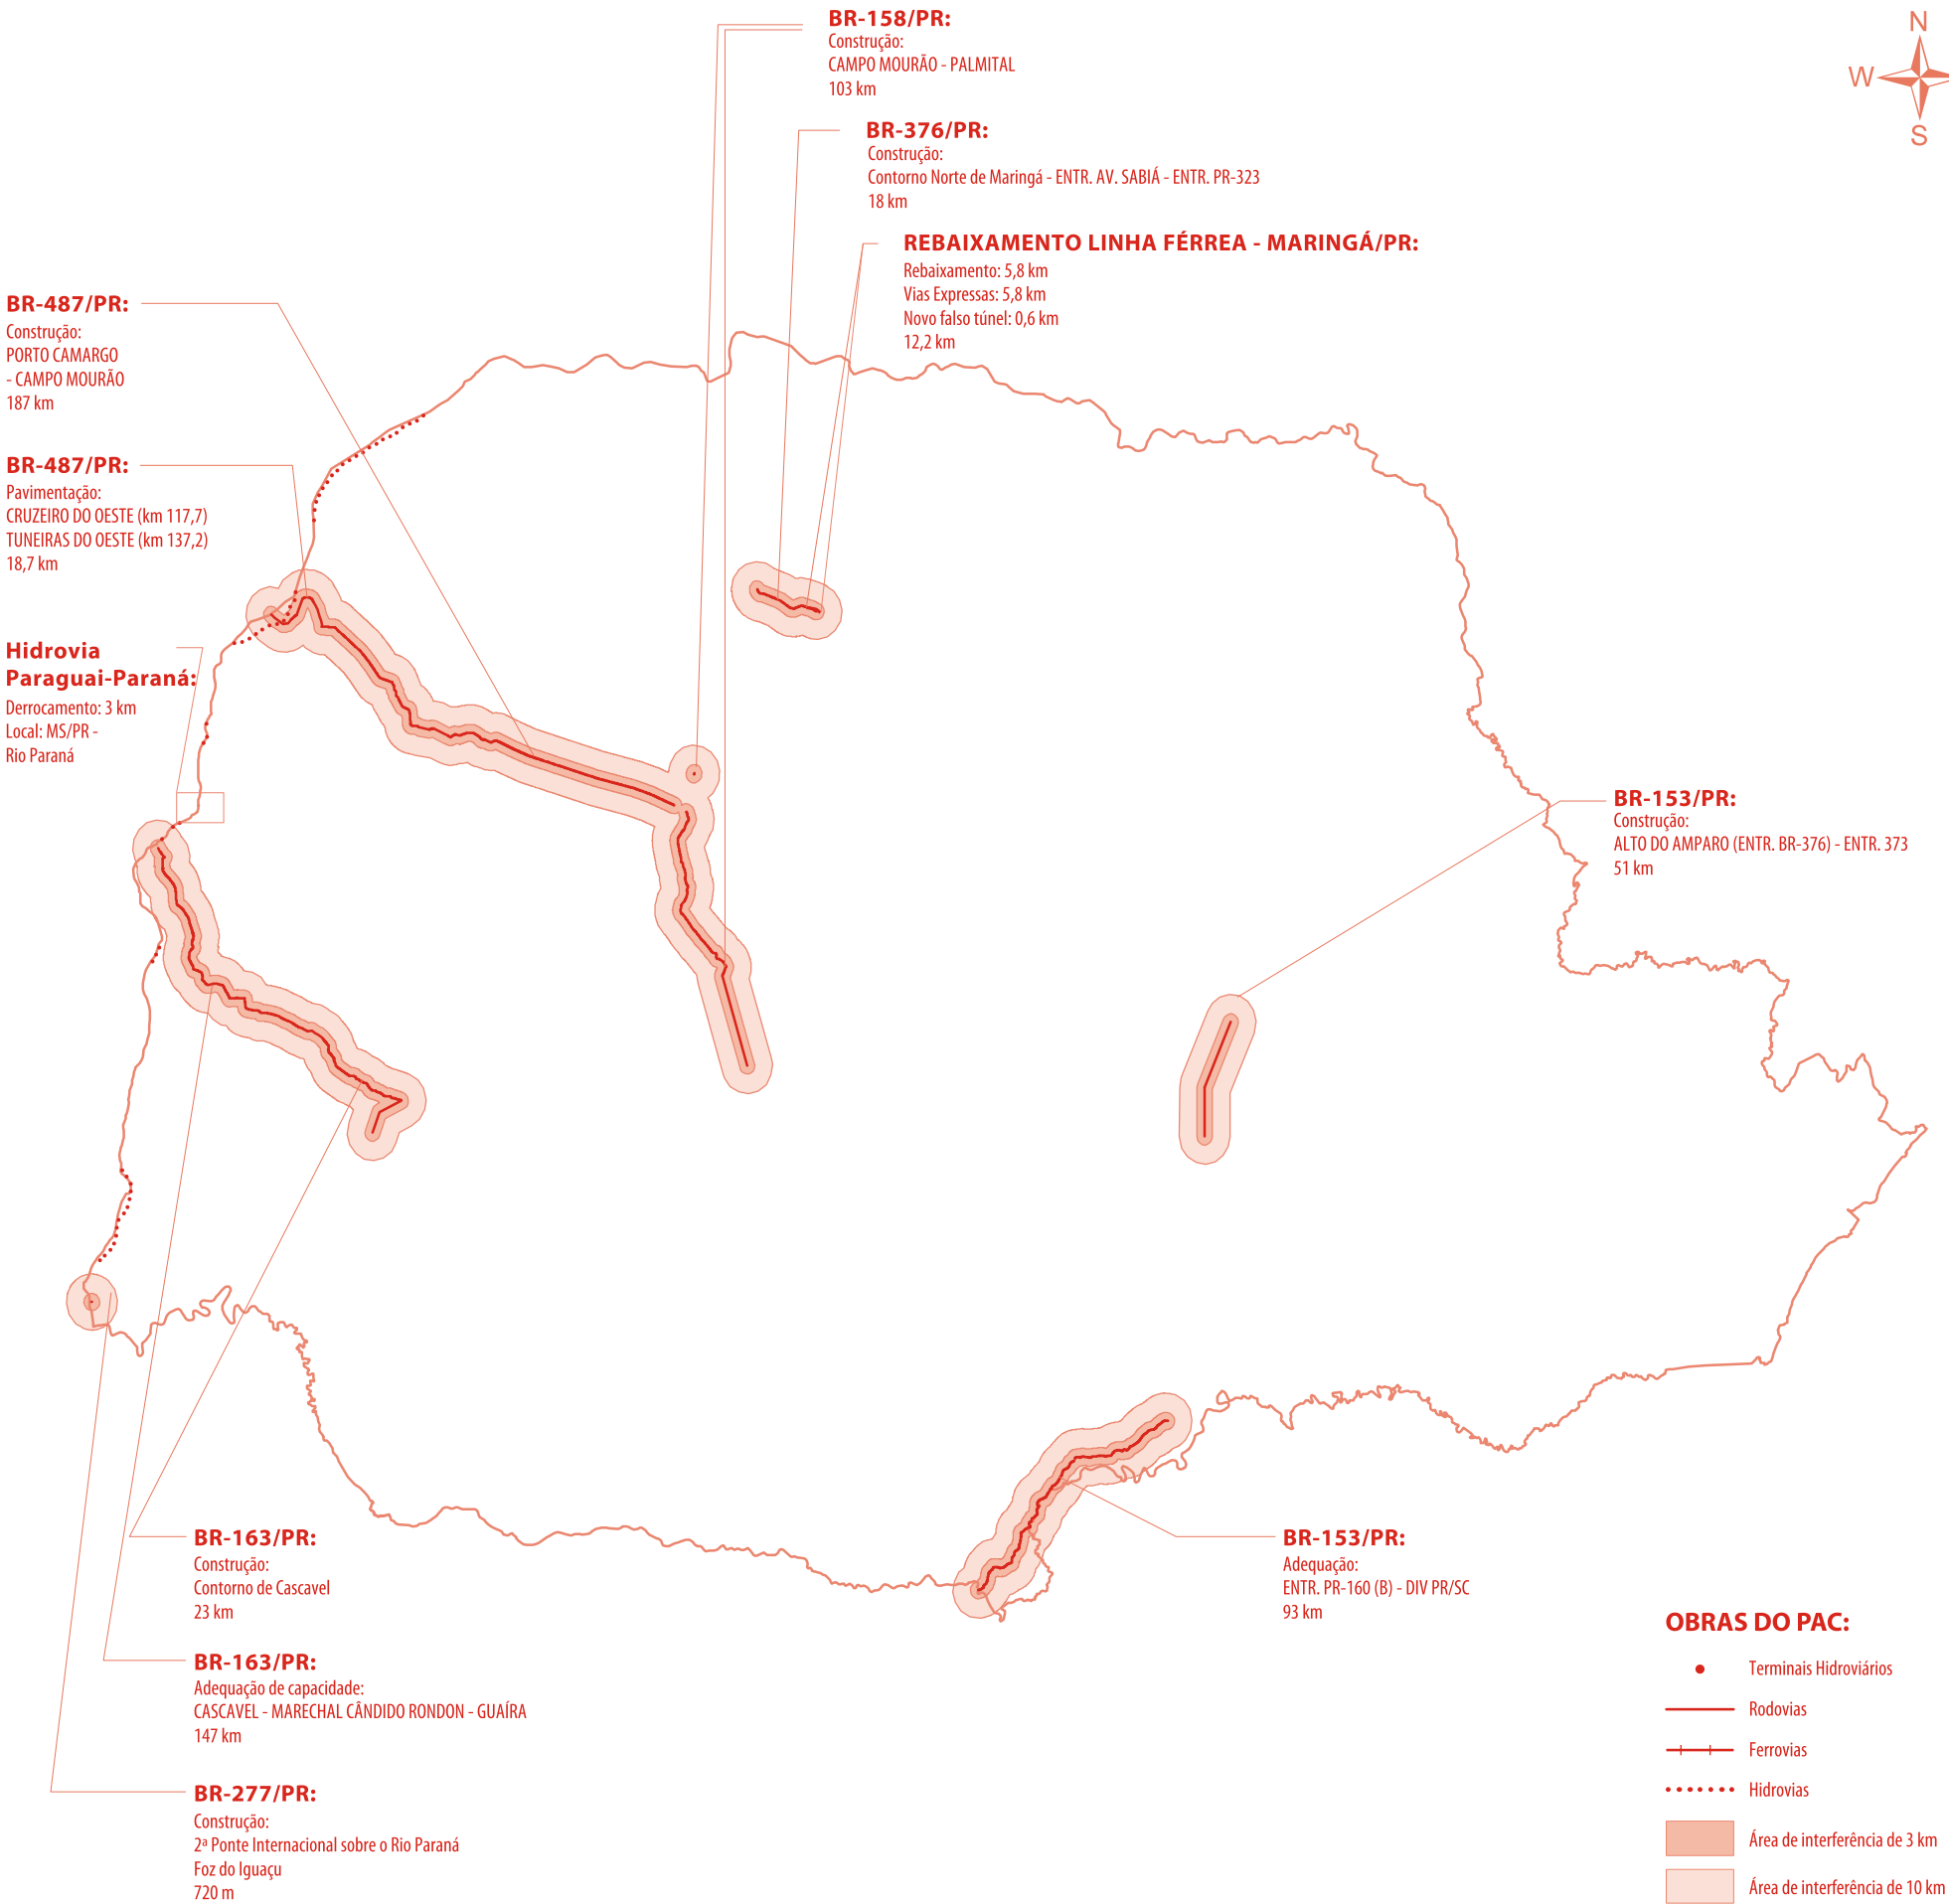 BR-158/PR:
Construção:
CAMPO MOURÃO - PALMITAL
103 km
N
W
S
BR-376/PR:
Construção:
Contorno Norte de Maringá - ENTR. AV. SABIÁ - ENTR. PR-323
18 km
REBAIXAMENTO LINHA FÉRREA - MARINGÁ/PR:
Rebaixamento: 5,8 km
Vias Expressas: 5,8 km
Novo falso túnel: 0,6 km
12,2 km
BR-487/PR:
Construção:
PORTO CAMARGO
- CAMPO MOURÃO
187 km
BR-487/PR:
Pavimentação:
CRUZEIRO DO OESTE (km 117,7)
TUNEIRAS DO OESTE (km 137,2)
18,7 km
Hidrovia
Paraguai-Paraná:
Derrocamento: 3 km
Local: MS/PR -
Rio Paraná
BR-153/PR:
Construção:
ALTO DO AMPARO (ENTR. BR-376) - ENTR. 373
51 km
BR-163/PR:
Construção:
Contorno de Cascavel
23 km
BR-163/PR:
Adequação de capacidade:
CASCAVEL - MARECHAL CÂNDIDO RONDON - GUAÍRA
147 km
BR-277/PR:
Construção:
2ª Ponte Internacional sobre o Rio Paraná
Foz do Iguaçu
720 m
BR-153/PR:
Adequação:
ENTR. PR-160 (B) - DIV PR/SC
93 km
OBRAS DO PAC:
Terminais Hidroviários
Rodovias
Ferrovias
Hidrovias
Área de interferência de 3 km
Área de interferência de 10 km